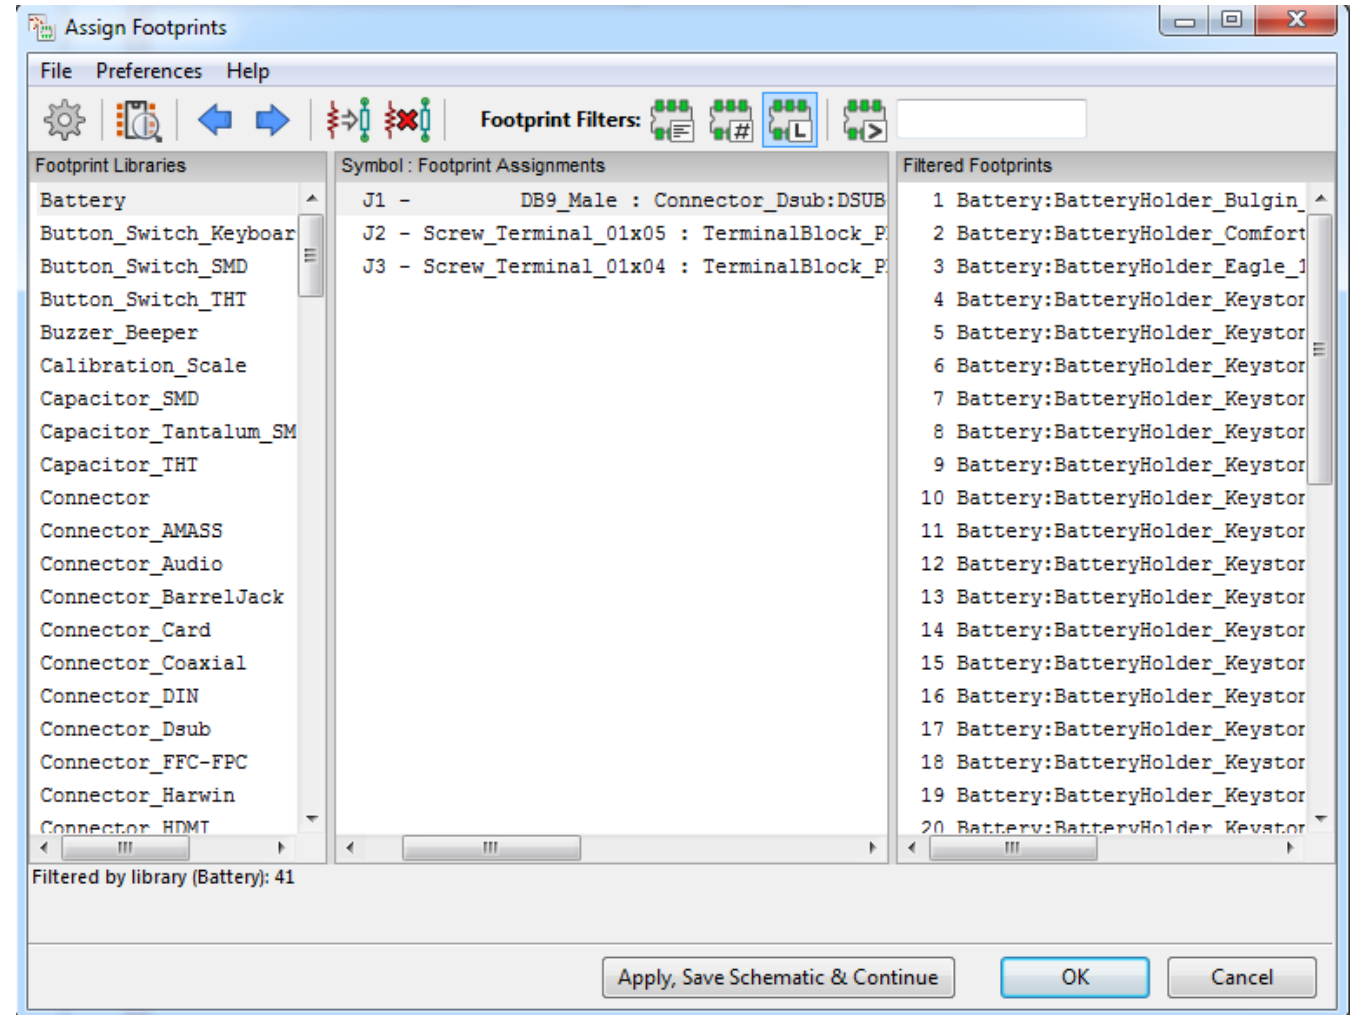 Assign Footprints
File Preferences Help
Footprint Filters:
Footprint Libraries
Battery
Button_Switch_Keyboar
Button_Switch_SMD
Button_Switch_THT
Buzzer_Beeper
Calibration_Scale
Capacitor_SMD
Capacitor_Tantalum_SM
Capacitor_THT
Connector
Connector_AMASS
Connector_Audio
Connector_BarrelJack
Connector_Card
Connector_Coaxial
Connector_DIN
Connector_Dsub
Connector_FFC-FPC
Connector_Harwin
Connector_HDMI
Symbol : Footprint Assignments
J1 - DB9_Male : Connector_Dsub:DSUB
J2 - Screw_Terminal_01x05 : TerminalBlock_P
J3 - Screw_Terminal_01x04 : TerminalBlock_P
Filtered Footprints
1 Battery:BatteryHolder_Bulgin_
2 Battery:BatteryHolder_Comfort
3 Battery:BatteryHolder_Eagle_1
4 Battery:BatteryHolder_Keystor
5 Battery:BatteryHolder_Keystor
6 Battery:BatteryHolder_Keystor
7 Battery:BatteryHolder_Keystor
8 Battery:BatteryHolder_Keystor
9 Battery:BatteryHolder_Keystor
10 Battery:BatteryHolder_Keystor
11 Battery:BatteryHolder_Keystor
12 Battery:BatteryHolder_Keystor
13 Battery:BatteryHolder_Keystor
14 Battery:BatteryHolder_Keystor
15 Battery:BatteryHolder_Keystor
16 Battery:BatteryHolder_Keystor
17 Battery:BatteryHolder_Keystor
18 Battery:BatteryHolder_Keystor
19 Battery:BatteryHolder_Keystor
20 Battery:BatteryHolder_Keystor
Filtered by library (Battery): 41
Apply, Save Schematic & Continue
OK
Cancel